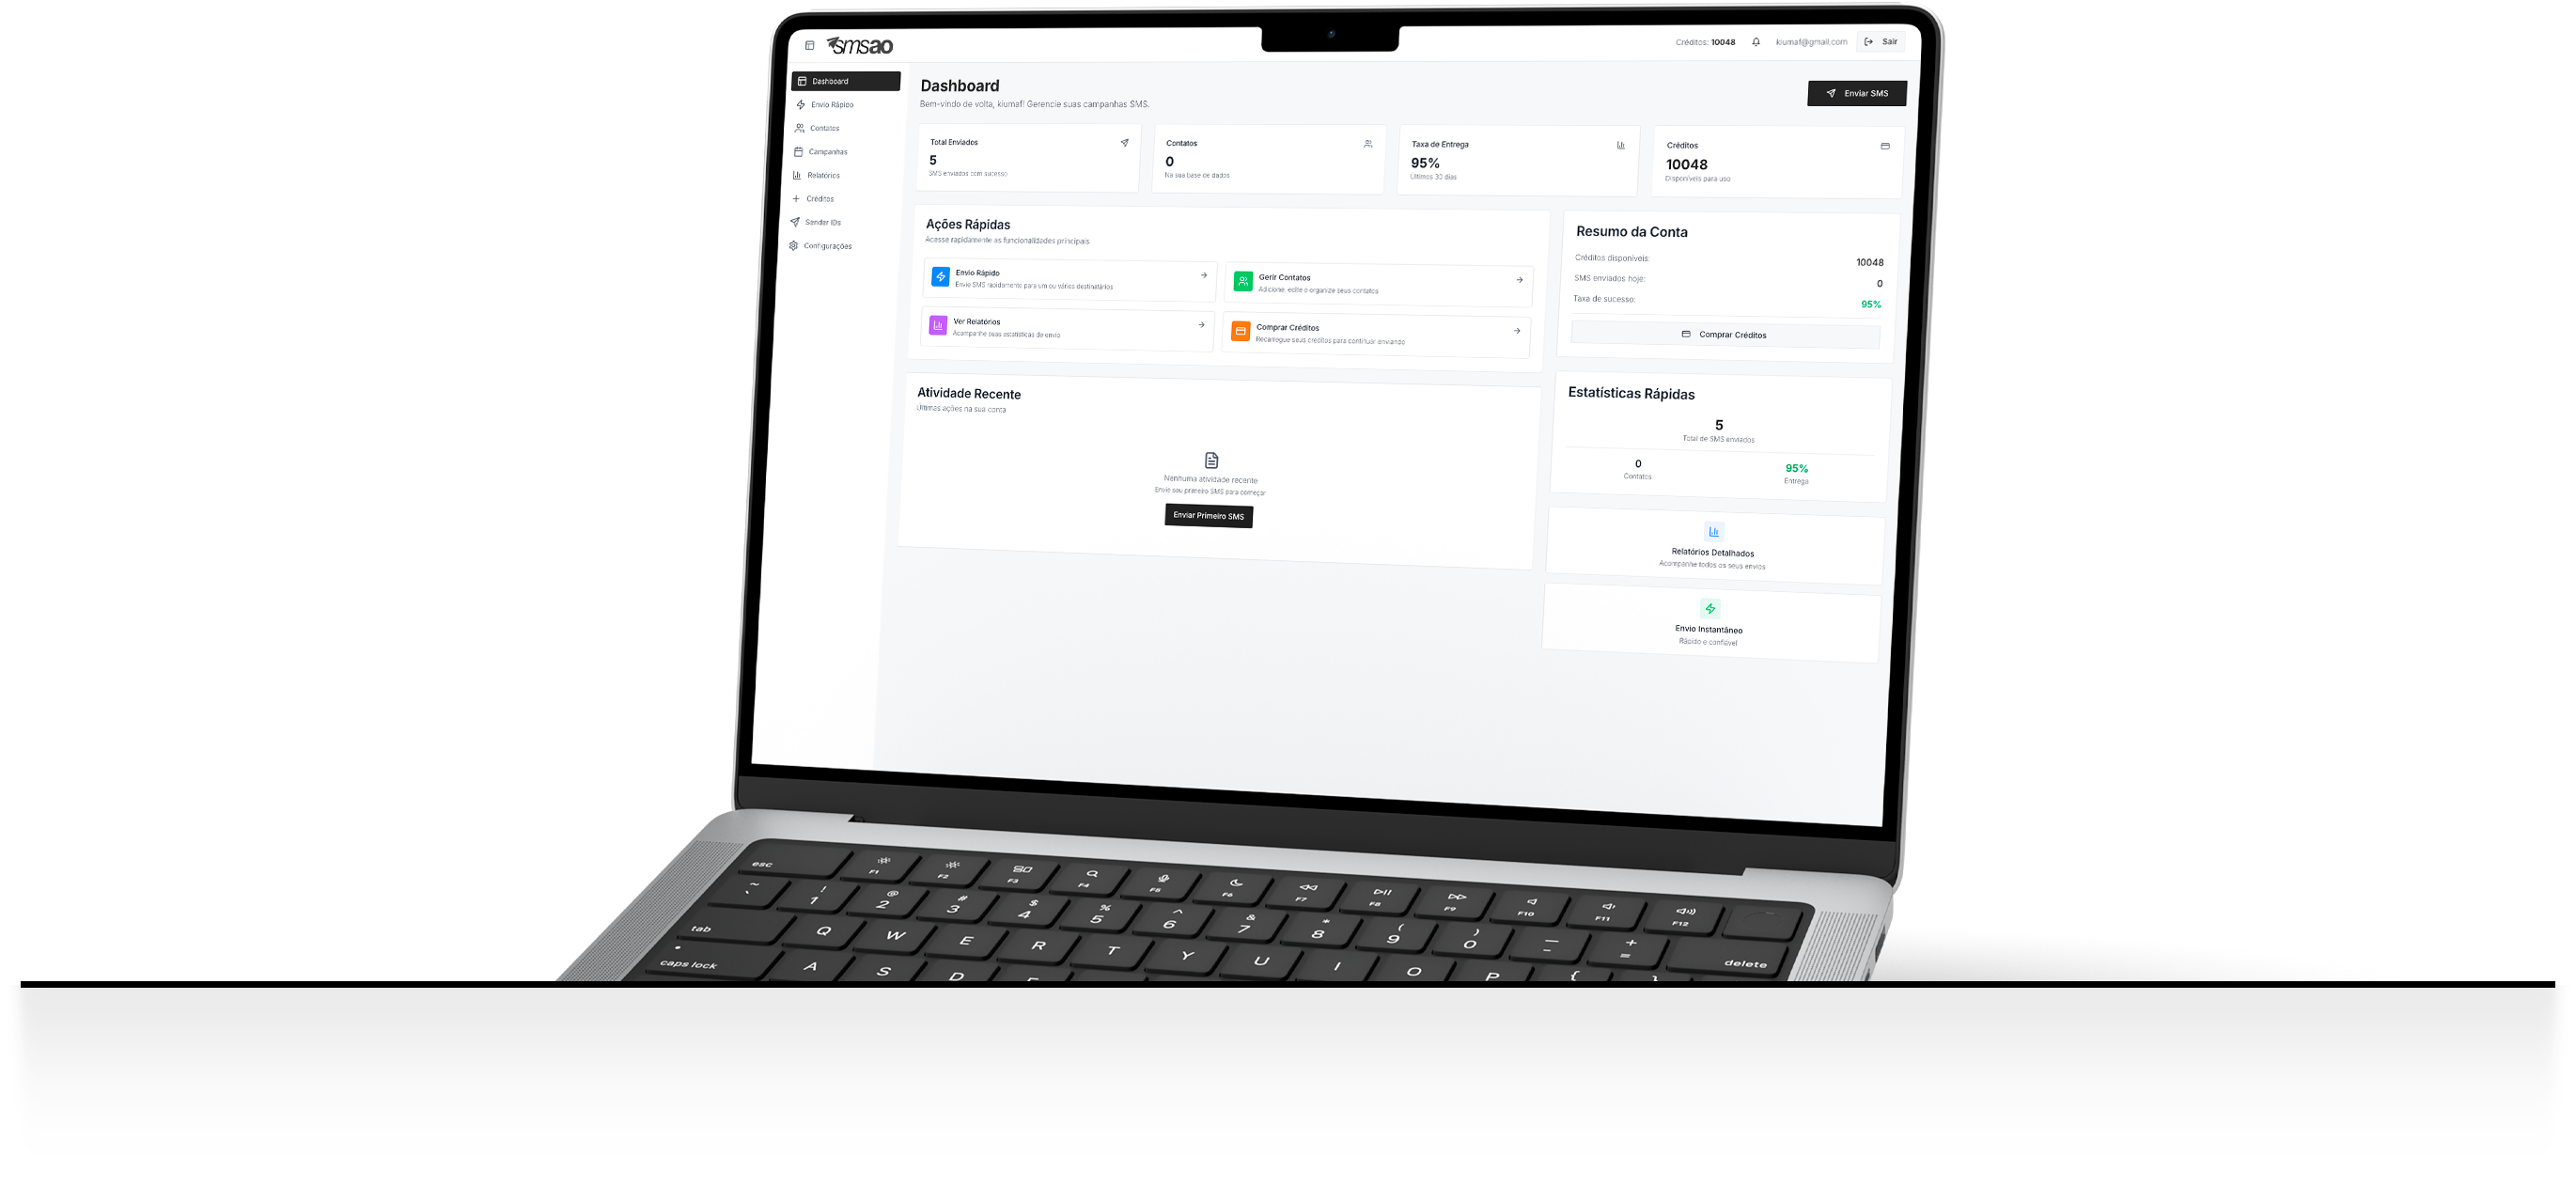 smsao
Créditos: 10048
kiumaf@gmail.com
Sair
Dashboard
Envio Rápido
Contatos
Campanhas
Relatórios
Créditos
Sender IDs
Configurações
Dashboard
Bem-vindo de volta, kiumaf! Gerencie suas campanhas SMS.
Enviar SMS
Total Enviados
5
SMS enviados com sucesso
Contatos
0
Na sua base de dados
Taxa de Entrega
95%
Últimos 30 dias
Créditos
10048
Disponíveis para uso
Ações Rápidas
Acesse rapidamente as funcionalidades principais
Envio Rápido
Envie SMS rapidamente para um ou vários destinatários
Gerir Contatos
Adicione, edite e organize seus contatos
Ver Relatórios
Acompanhe suas estatísticas de envio
Comprar Créditos
Recarregue seus créditos para continuar enviando
Resumo da Conta
Créditos disponíveis:
10048
SMS enviados hoje:
0
Taxa de sucesso:
95%
Comprar Créditos
Atividade Recente
Últimas ações na sua conta
Nenhuma atividade recente
Envie seu primeiro SMS para começar
Enviar Primeiro SMS
Estatísticas Rápidas
5
Total de SMS enviados
0
Contatos
95%
Entrega
Relatórios Detalhados
Acompanhe todos os seus envios
Envio Instantâneo
Rápido e confiável
esc F1 F2 F3 F4 F5 F6 F7 F8 F9 F10 F11 F12
~ ! @ # $ % ^ & * ( ) — +
` 1 2 3 4 5 6 7 8 9 0 – =
delete
tab Q W E R T Y U I O P { }
caps lock A S D